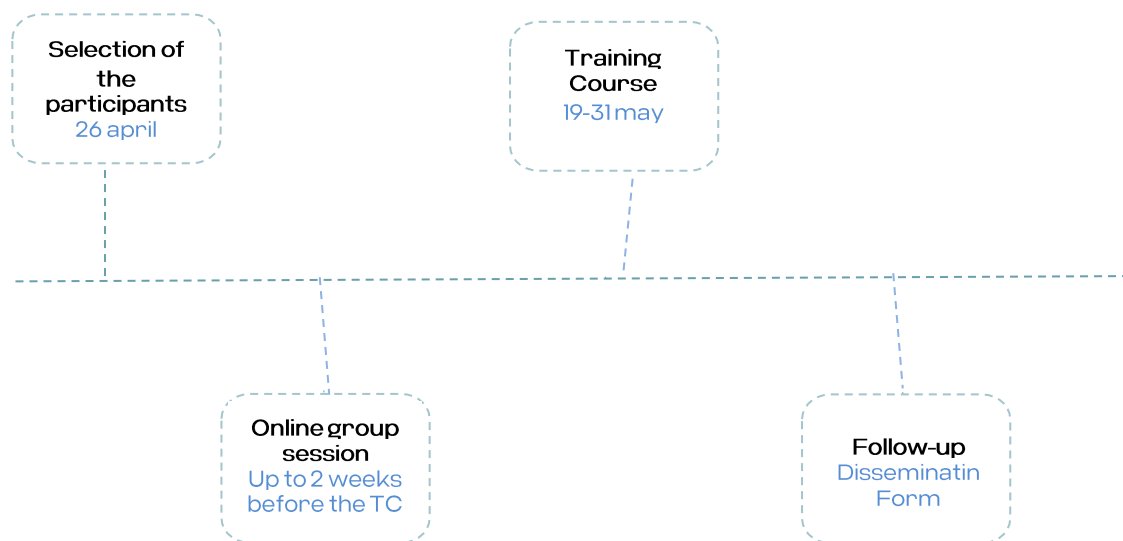 Selection of
the
participants
26 april
Online group
session
Up to 2 weeks
before the TC
Training
Course
19-31 may
Follow-up
Disseminatin
Form